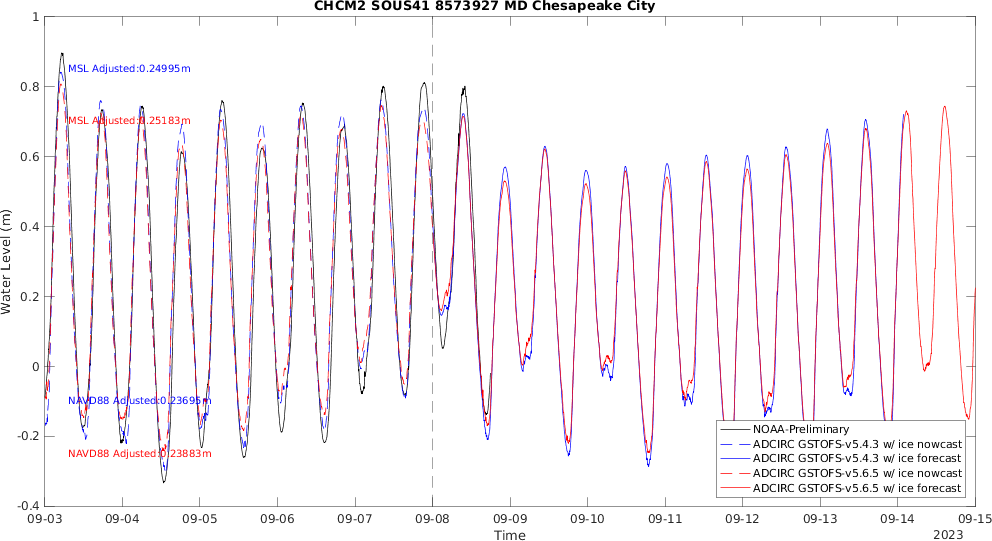 CHCM2 SOUS41 8573927 MD Chesapeake City
Water Level (m)
1
0.8
0.6
0.4
0.2
0
-0.2
-0.4
MSL Adjusted:0.24995m
MSL Adjusted:0.25183m
NAVD88 Adjusted:0.23695m
NAVD88 Adjusted:0.23883m
NOAA-Preliminary
ADCIRC GSTOFS-v5.4.3 w/ ice nowcast
ADCIRC GSTOFS-v5.4.3 w/ ice forecast
ADCIRC GSTOFS-v5.6.5 w/ ice nowcast
ADCIRC GSTOFS-v5.6.5 w/ ice forecast
09-03 09-04 09-05 09-06 09-07 09-08 09-09 09-10 09-11 09-12 09-13 09-14 09-15
Time
2023